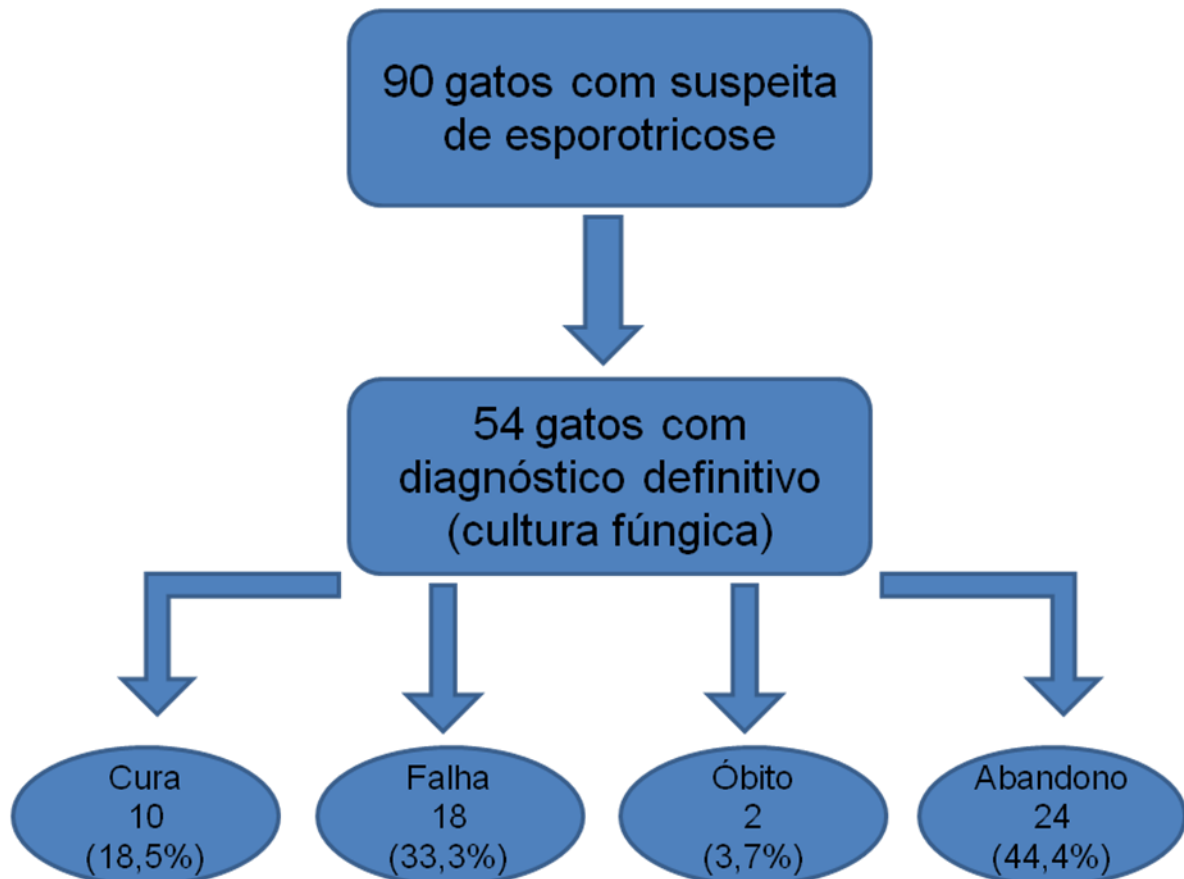 90 gatos com suspeita
de esporotricose
54 gatos com
diagnóstico definitivo
(cultura fúngica)
Cura
10
(18,5%)
Falha
18
(33,3%)
Óbito
2
(3,7%)
Abandono
24
(44,4%)